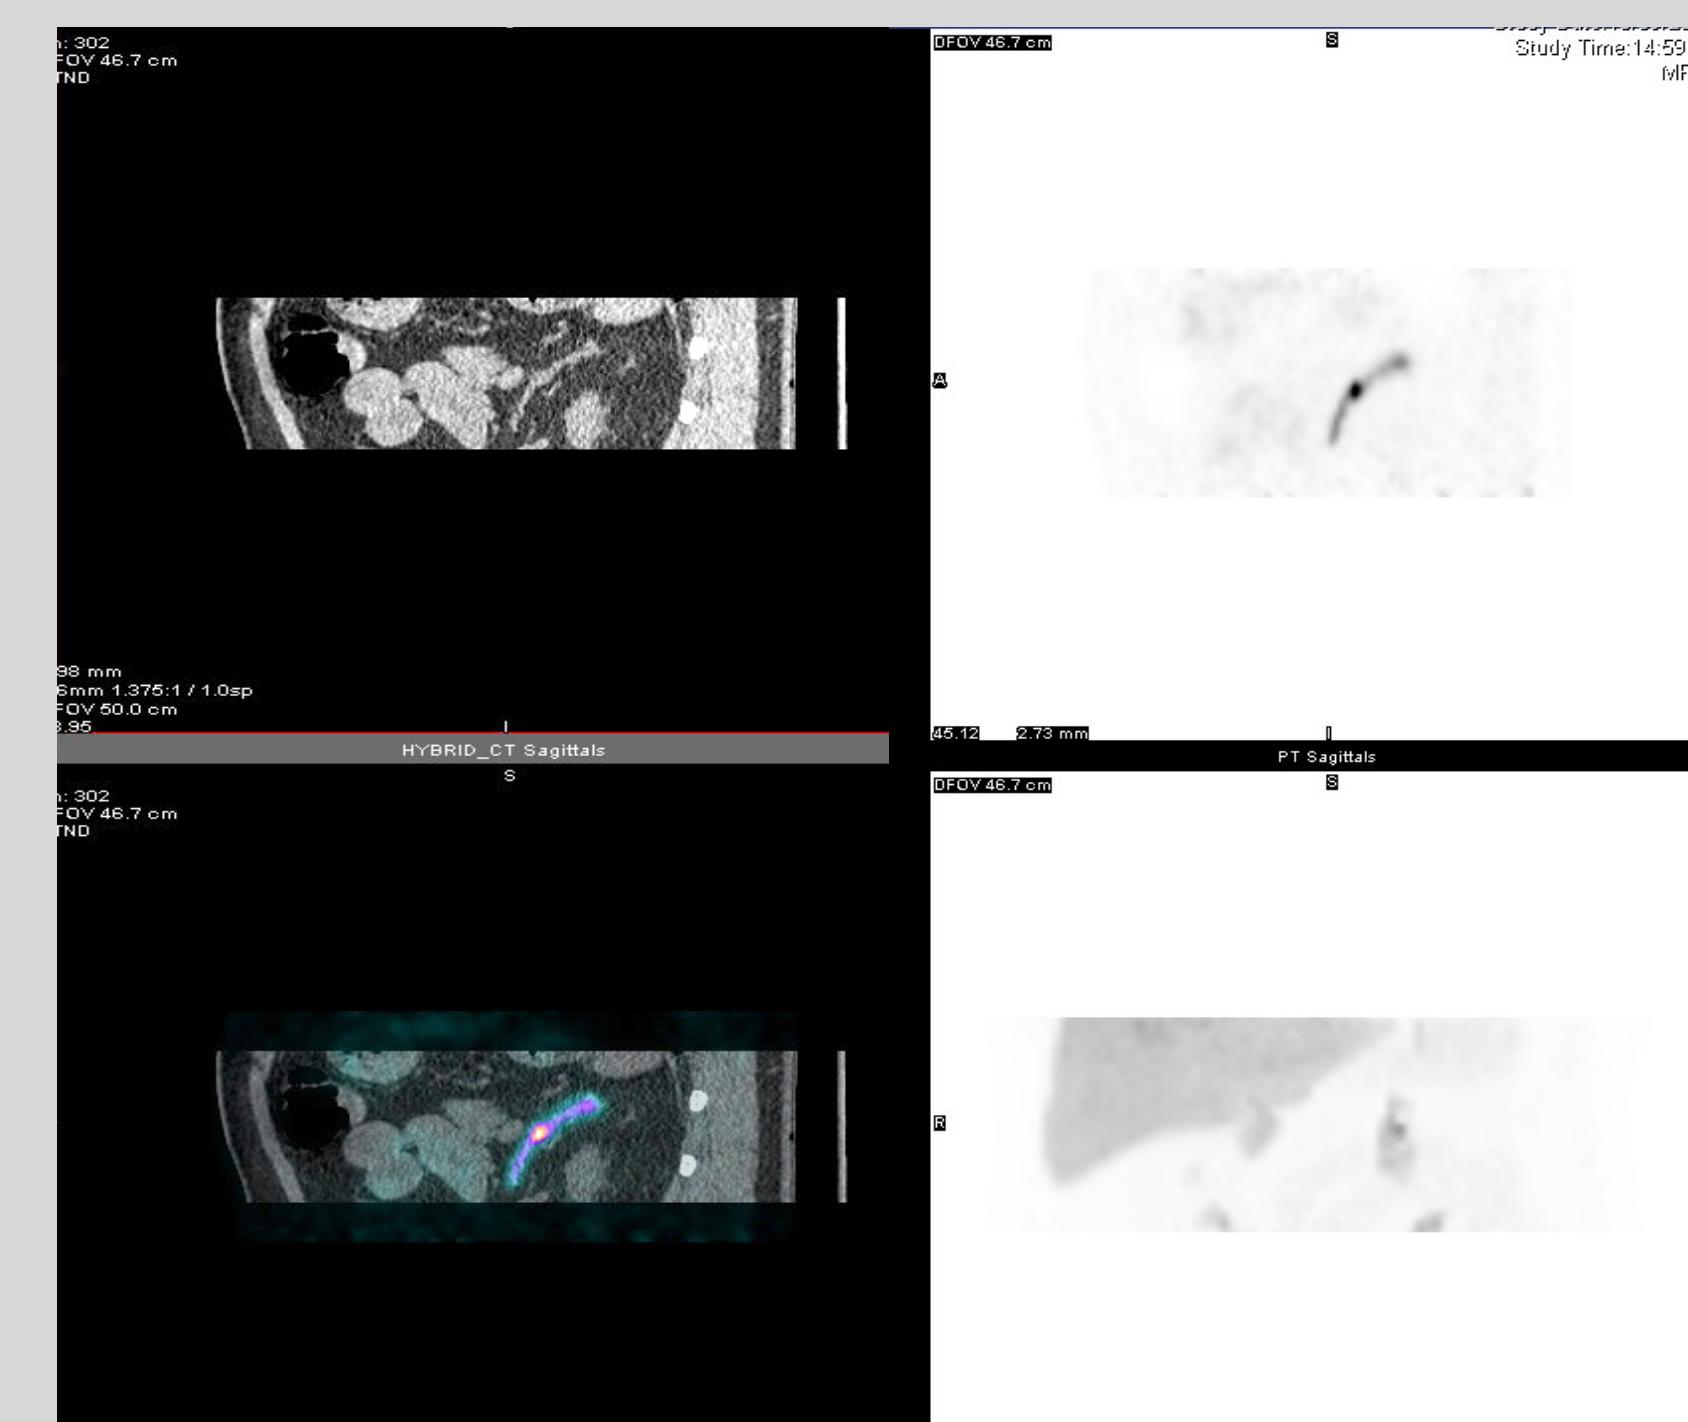 : 302
FOV 46.7 cm
TND
98 mm
6mm 1.375:1 / 1.0sp
FOV 50.0 cm
3.95
I
HYBRID_CT Sagittals
S
: 302
FOV 46.7 cm
TND
DFOV 46.7 cm
S
Study Time:14:59
A
45.12 2.73 mm
I
PT Sagittals
DFOV 46.7 cm
S
R